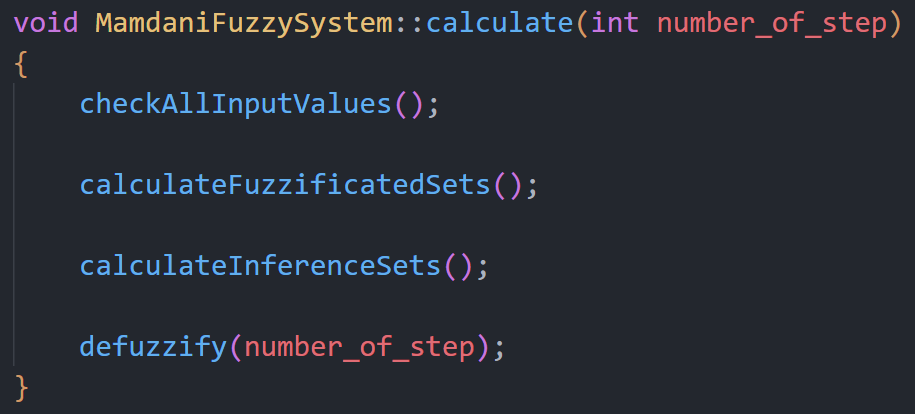 void MamdaniFuzzySystem::calculate(int number_of_step)
{
    checkAllInputValues();
    calculateFuzzificatedSets();
    calculateInferenceSets();
    defuzzify(number_of_step);
}